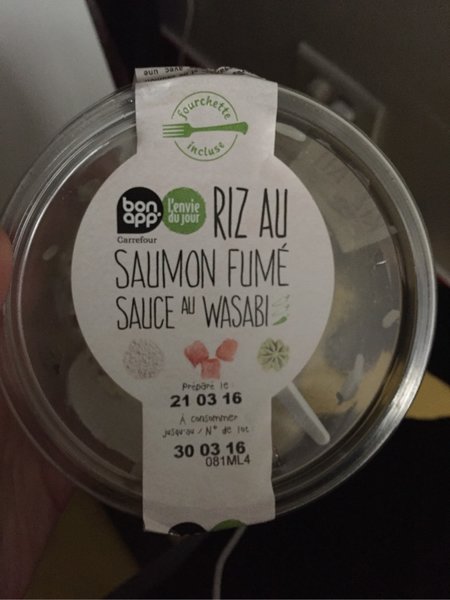 fourchette
incluse
bon
app'
Carrefour
l'envie
du jour
RIZ AU
SAUMON FUMÉ
SAUCE AU WASABI
Préparé le
21 03 16
À consommer
jusqu'au / N° de lot
30 03 16
081ML4